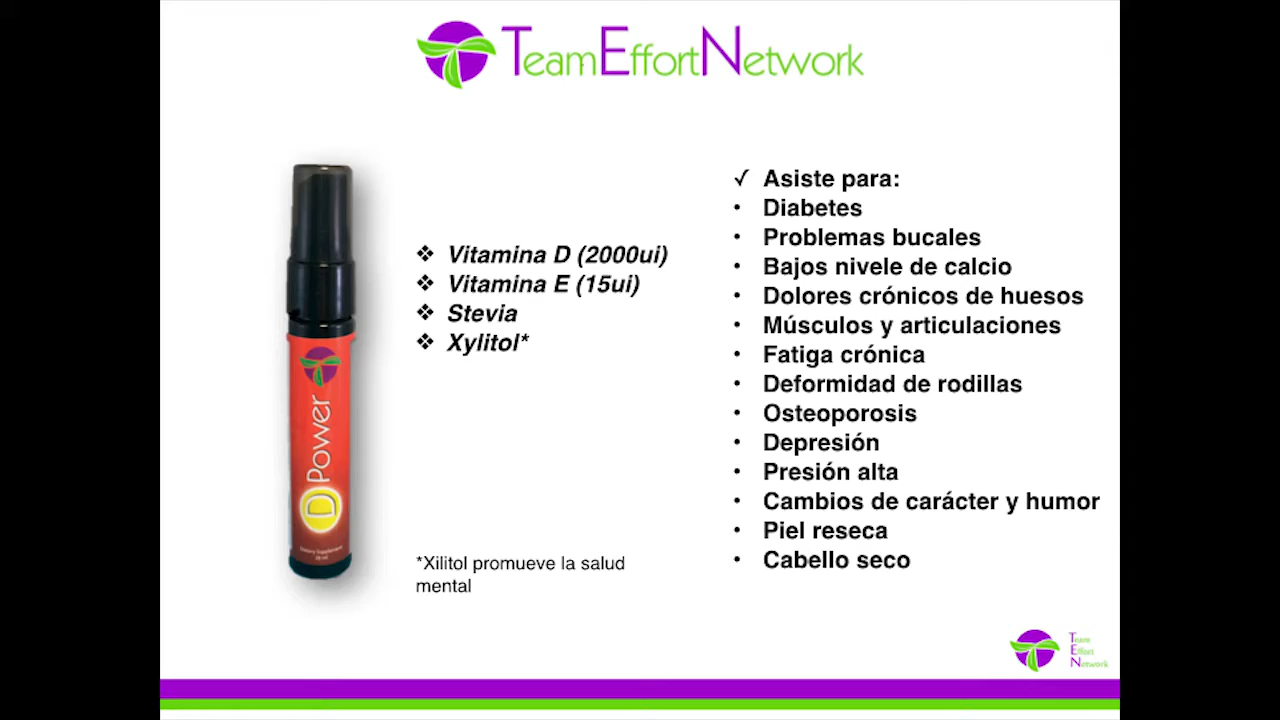 TeamEffortNetwork
❖ Vitamina D (2000ui)
❖ Vitamina E (15ui)
❖ Stevia
❖ Xylitol*
*Xilitol promueve la salud
mental
✓ Asiste para:
• Diabetes
• Problemas bucales
• Bajos nivele de calcio
• Dolores crónicos de huesos
• Músculos y articulaciones
• Fatiga crónica
• Deformidad de rodillas
• Osteoporosis
• Depresión
• Presión alta
• Cambios de carácter y humor
• Piel reseca
• Cabello seco
D Power
Dietary Supplement
Team
Effort
Network